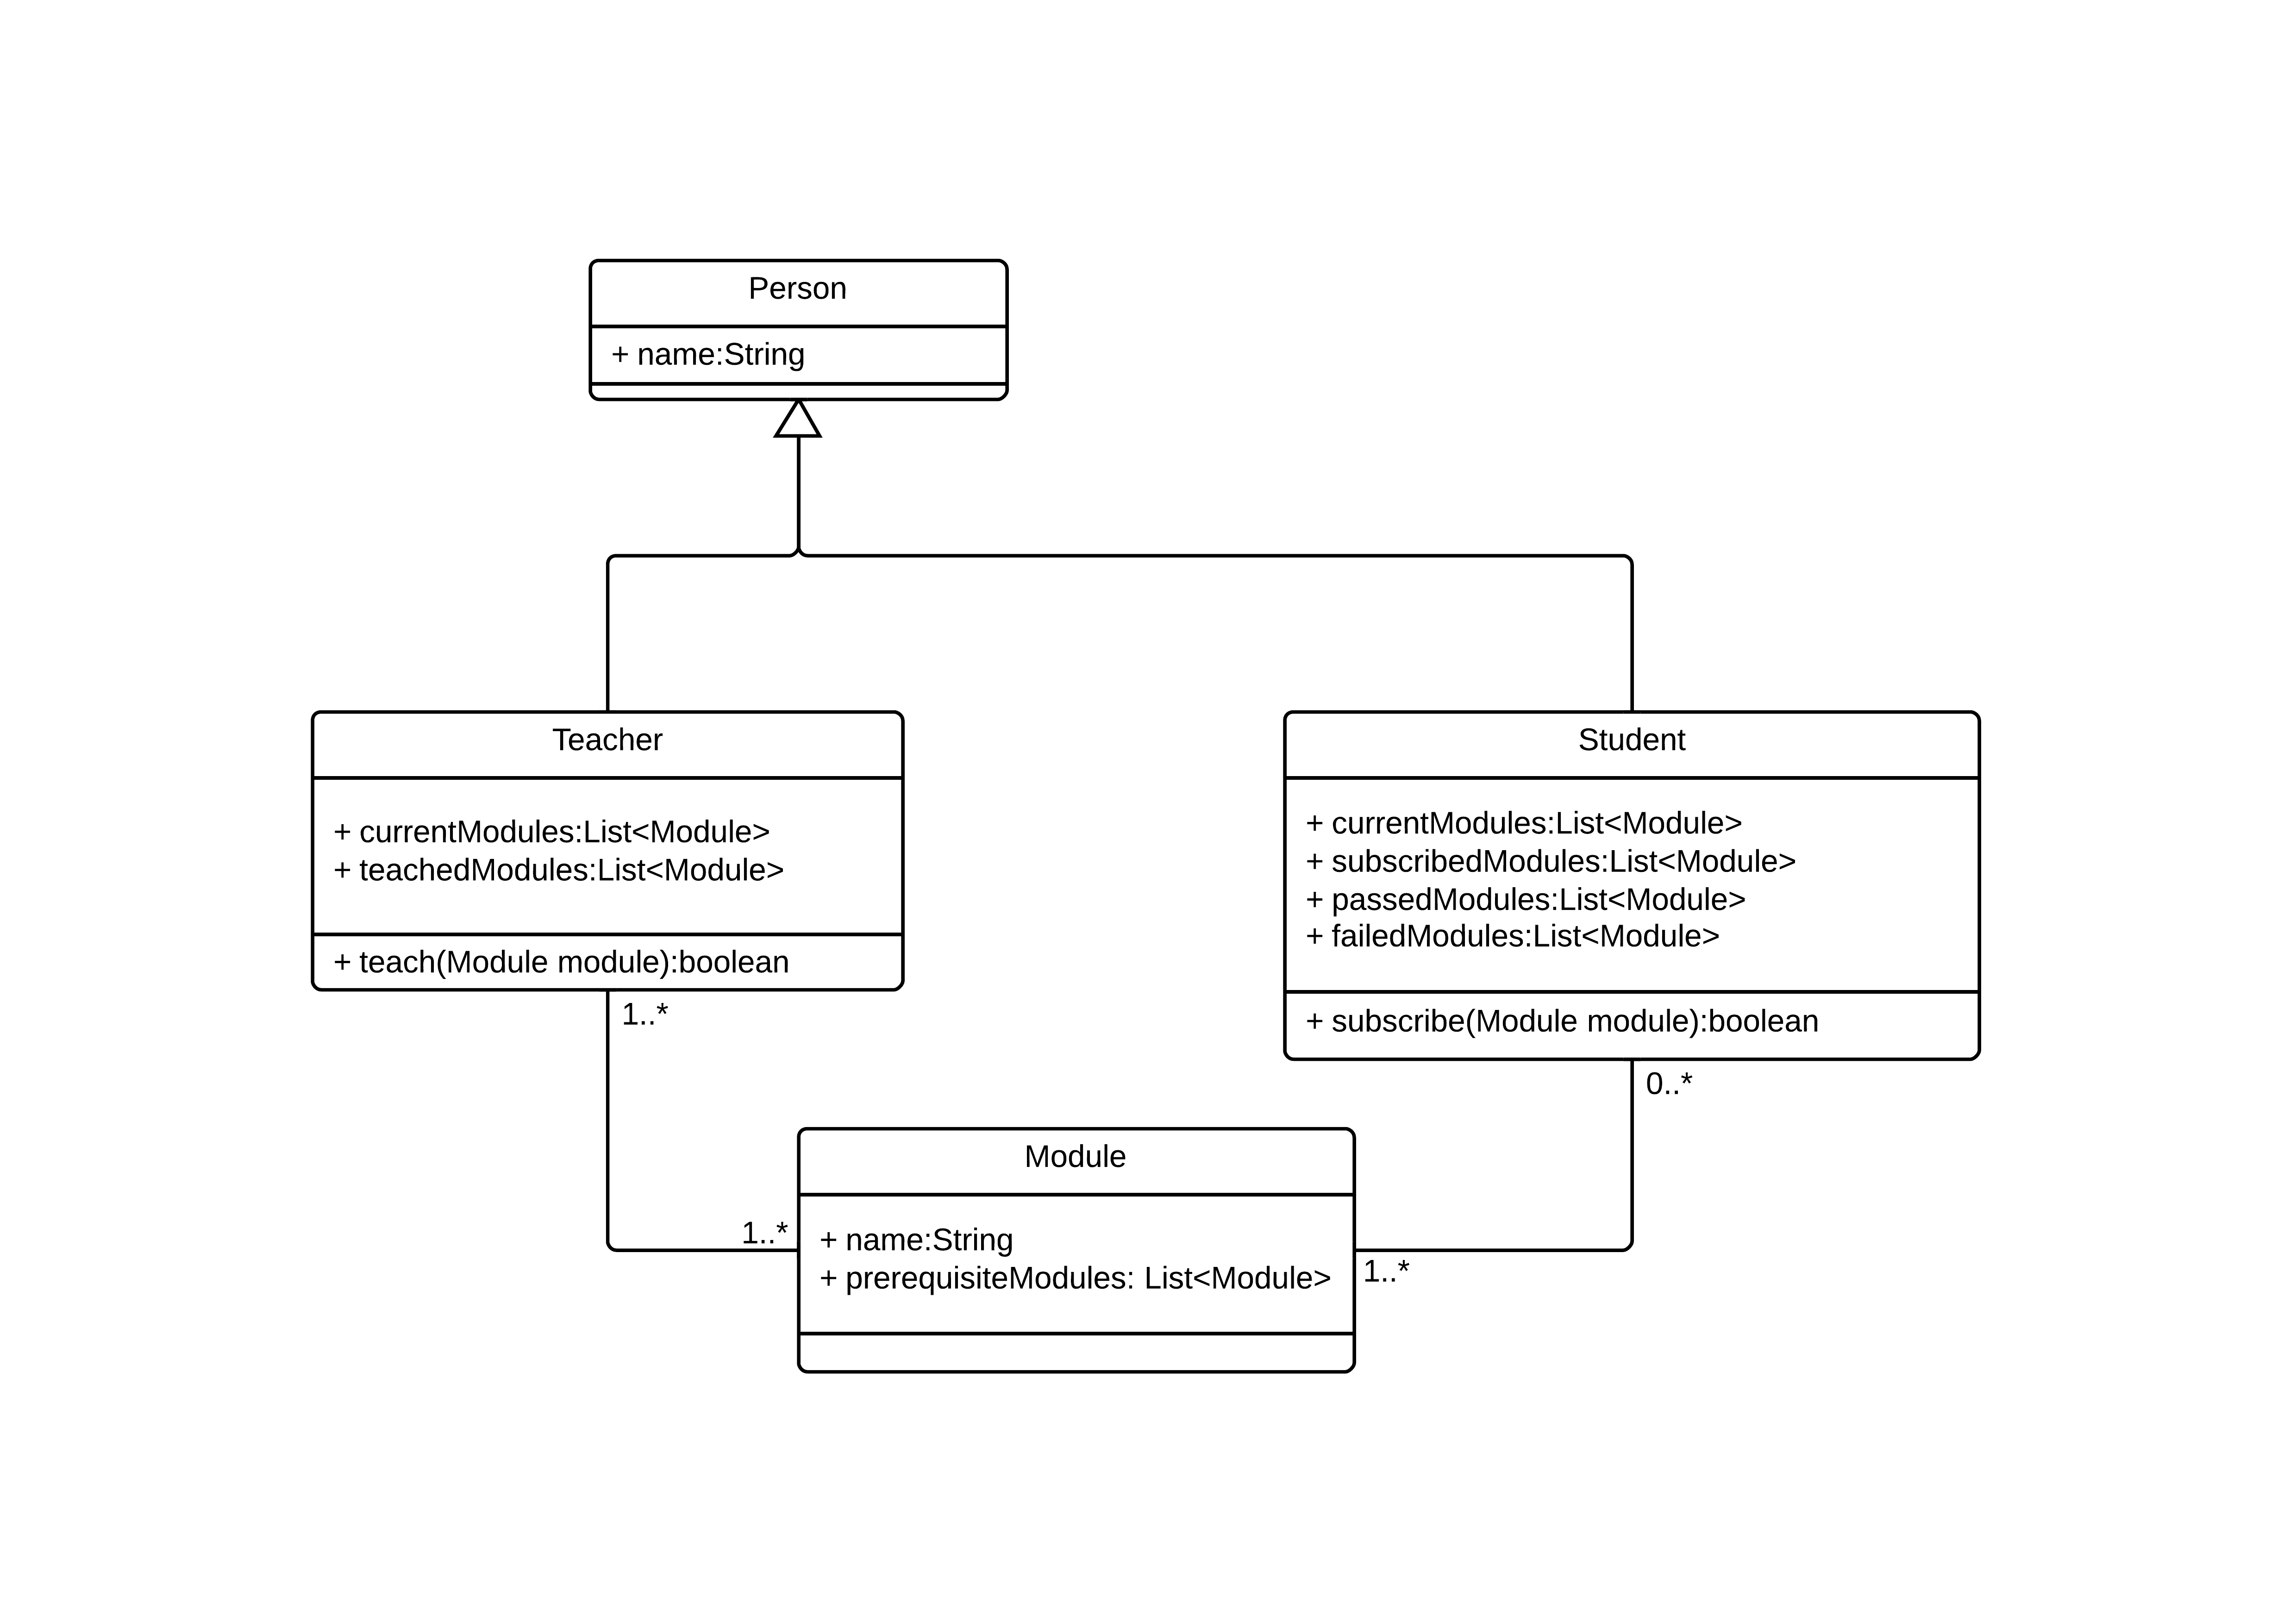 Person
+ name:String
Teacher
+ currentModules:List<Module>
+ teachedModules:List<Module>
+ teach(Module module):boolean
1..*
Student
+ currentModules:List<Module>
+ subscribedModules:List<Module>
+ passedModules:List<Module>
+ failedModules:List<Module>
+ subscribe(Module module):boolean
0..*
Module
1..*
+ name:String
+ prerequisiteModules: List<Module>
1..*